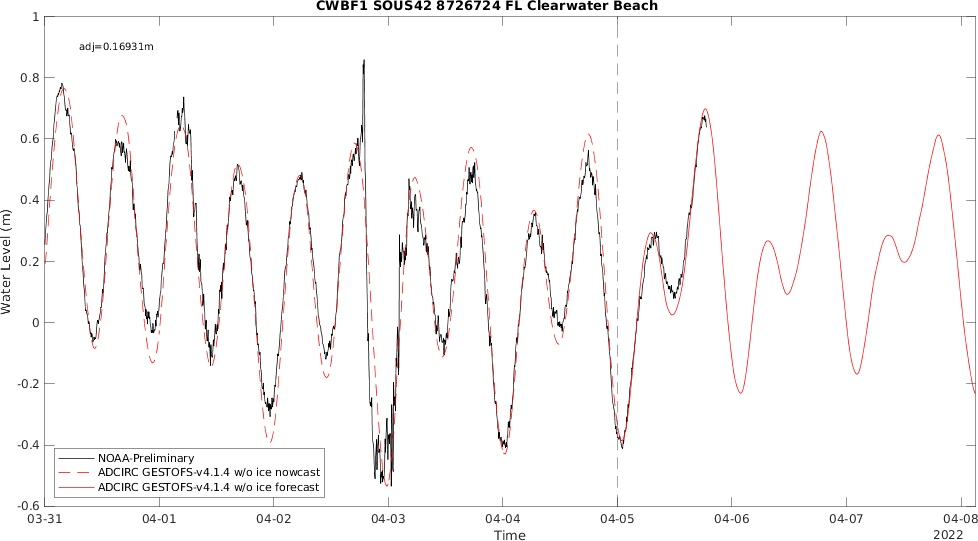 CWBF1 SOUS42 8726724 FL Clearwater Beach
adj=0.16931m
Water Level (m)
1
0.8
0.6
0.4
0.2
0
-0.2
-0.4
-0.6
NOAA-Preliminary
ADCIRC GESTOFS-v4.1.4 w/o ice nowcast
ADCIRC GESTOFS-v4.1.4 w/o ice forecast
03-31 04-01 04-02 04-03 04-04 04-05 04-06 04-07 04-08
Time
2022